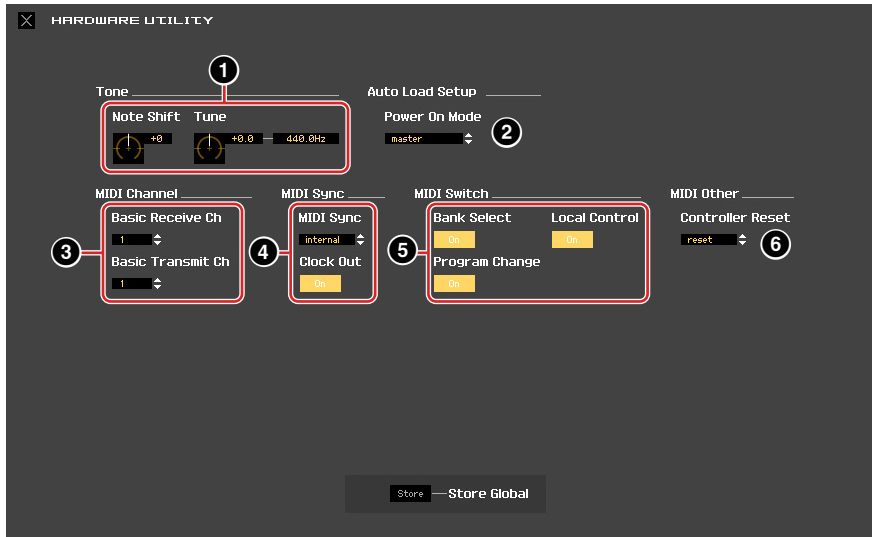 X HARDWARE UTILITY
1
Tone Auto Load Setup
Note Shift Tune Power On Mode
+0 +0.0 440.0Hz master 2
MIDI Channel MIDI Sync MIDI Switch MIDI Other
Basic Receive Ch MIDI Sync Bank Select Local Control Controller Reset
1 internal On On reset
3 4 5 6
Basic Transmit Ch Clock Out Program Change
1 On On
Store Store Global